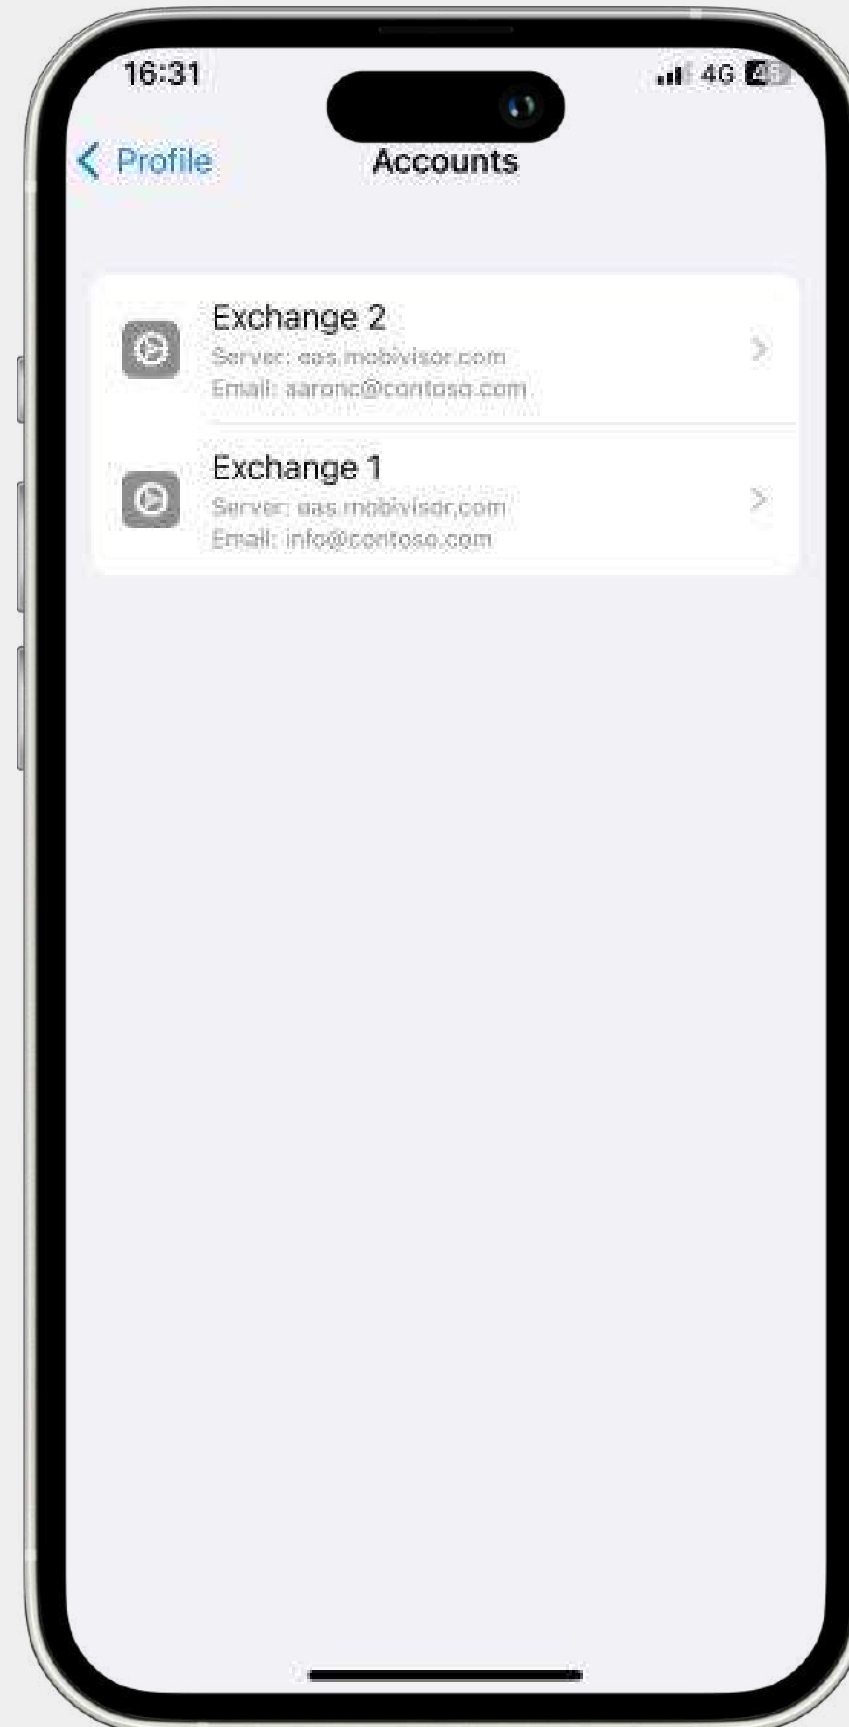 16:31
4G
Profile
Accounts
Exchange 2
Server: eas.mobivisor.com
Email: aaronc@contoso.com
Exchange 1
Server: eas.mobivisor.com
Email: info@contoso.com